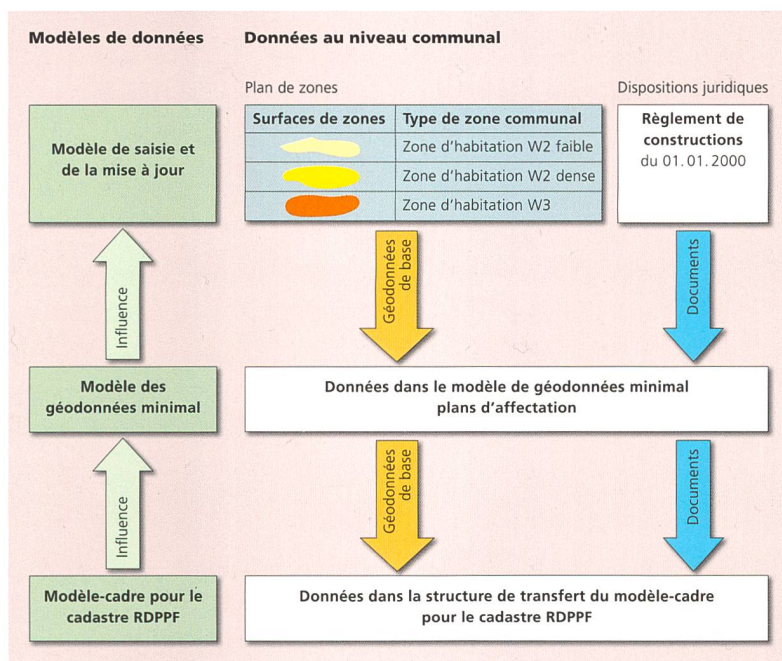 Modèles de données
Données au niveau communal
Plan de zones
Dispositions juridiques
Modèle de saisie et
de la mise à jour
Surfaces de zones
Type de zone communal
Zone d'habitation W2 faible
Zone d'habitation W2 dense
Zone d'habitation W3
Règlement de
constructions
du 01.01.2000
Influence
Géodonnées
de base
Documents
Modèle des
géodonnées minimal
Données dans le modèle de géodonnées minimal
plans d'affectation
Influence
Géodonnées
de base
Documents
Modèle-cadre pour le
cadastre RDPPF
Données dans la structure de transfert du modèle-cadre
pour le cadastre RDPPF